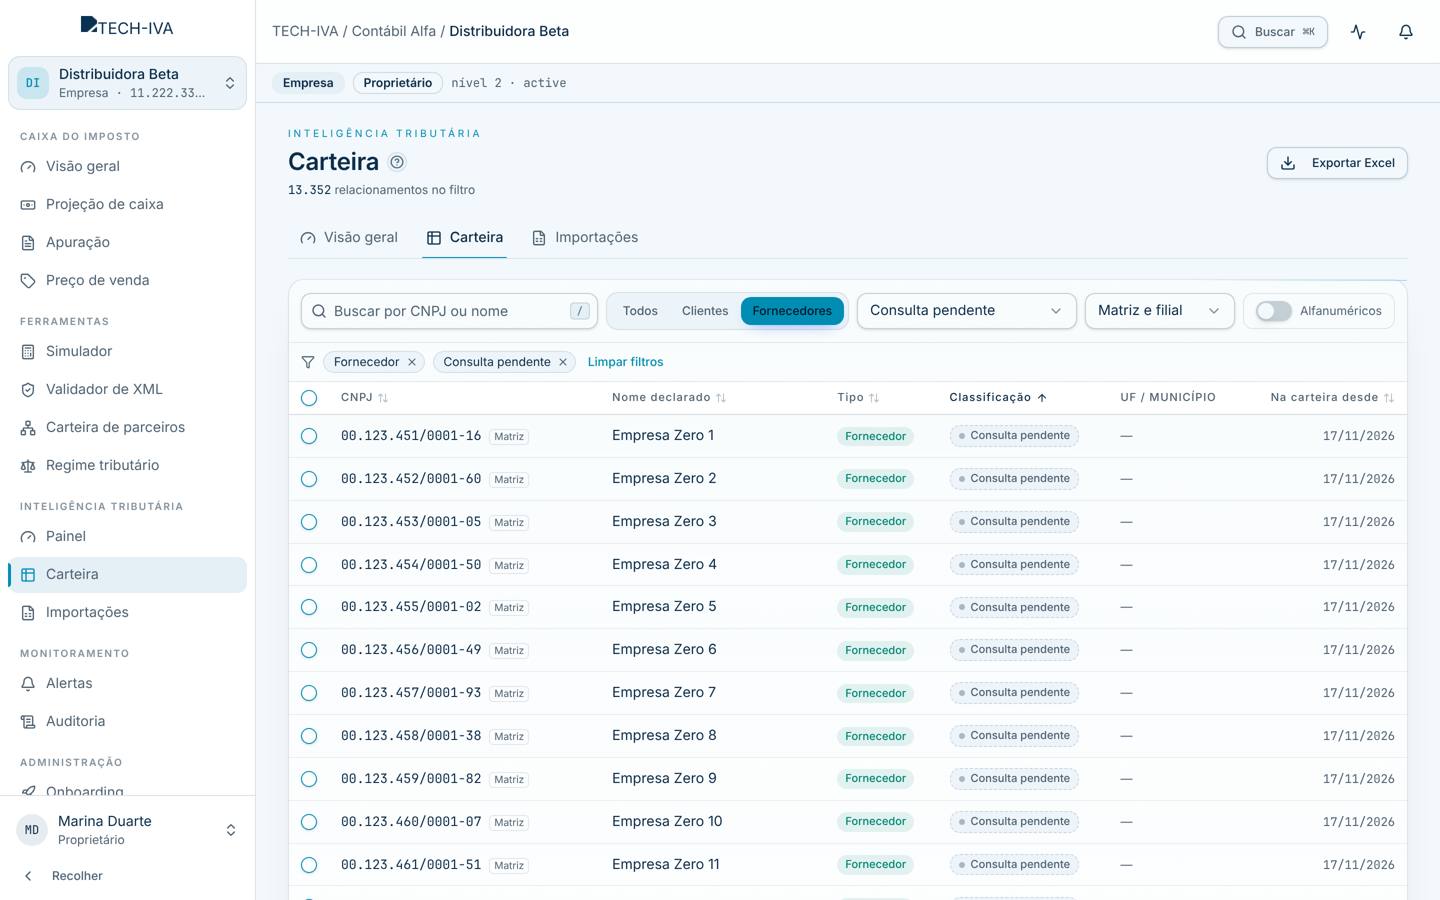 TECH-IVA
DI
Distribuidora Beta
Empresa · 11.222.33…
CAIXA DO IMPOSTO
Visão geral
Projeção de caixa
Apuração
Preço de venda
FERRAMENTAS
Simulador
Validador de XML
Carteira de parceiros
Regime tributário
INTELIGÊNCIA TRIBUTÁRIA
Painel
Carteira
Importações
MONITORAMENTO
Alertas
Auditoria
ADMINISTRAÇÃO
Onboarding
MD
Marina Duarte
Proprietário
Recolher
TECH-IVA / Contábil Alfa / Distribuidora Beta
Buscar ⌘K
Empresa Proprietário nível 2 · active
INTELIGÊNCIA TRIBUTÁRIA
Carteira
13.352 relacionamentos no filtro
Exportar Excel
Visão geral Carteira Importações
Buscar por CNPJ ou nome / Todos Clientes Fornecedores Consulta pendente Matriz e filial Alfanuméricos
Fornecedor Consulta pendente Limpar filtros
CNPJ Nome declarado Tipo Classificação UF / MUNICÍPIO Na carteira desde
00.123.451/0001-16 Matriz Empresa Zero 1 Fornecedor Consulta pendente — 17/11/2026
00.123.452/0001-60 Matriz Empresa Zero 2 Fornecedor Consulta pendente — 17/11/2026
00.123.453/0001-05 Matriz Empresa Zero 3 Fornecedor Consulta pendente — 17/11/2026
00.123.454/0001-50 Matriz Empresa Zero 4 Fornecedor Consulta pendente — 17/11/2026
00.123.455/0001-02 Matriz Empresa Zero 5 Fornecedor Consulta pendente — 17/11/2026
00.123.456/0001-49 Matriz Empresa Zero 6 Fornecedor Consulta pendente — 17/11/2026
00.123.457/0001-93 Matriz Empresa Zero 7 Fornecedor Consulta pendente — 17/11/2026
00.123.458/0001-38 Matriz Empresa Zero 8 Fornecedor Consulta pendente — 17/11/2026
00.123.459/0001-82 Matriz Empresa Zero 9 Fornecedor Consulta pendente — 17/11/2026
00.123.460/0001-07 Matriz Empresa Zero 10 Fornecedor Consulta pendente — 17/11/2026
00.123.461/0001-51 Matriz Empresa Zero 11 Fornecedor Consulta pendente — 17/11/2026